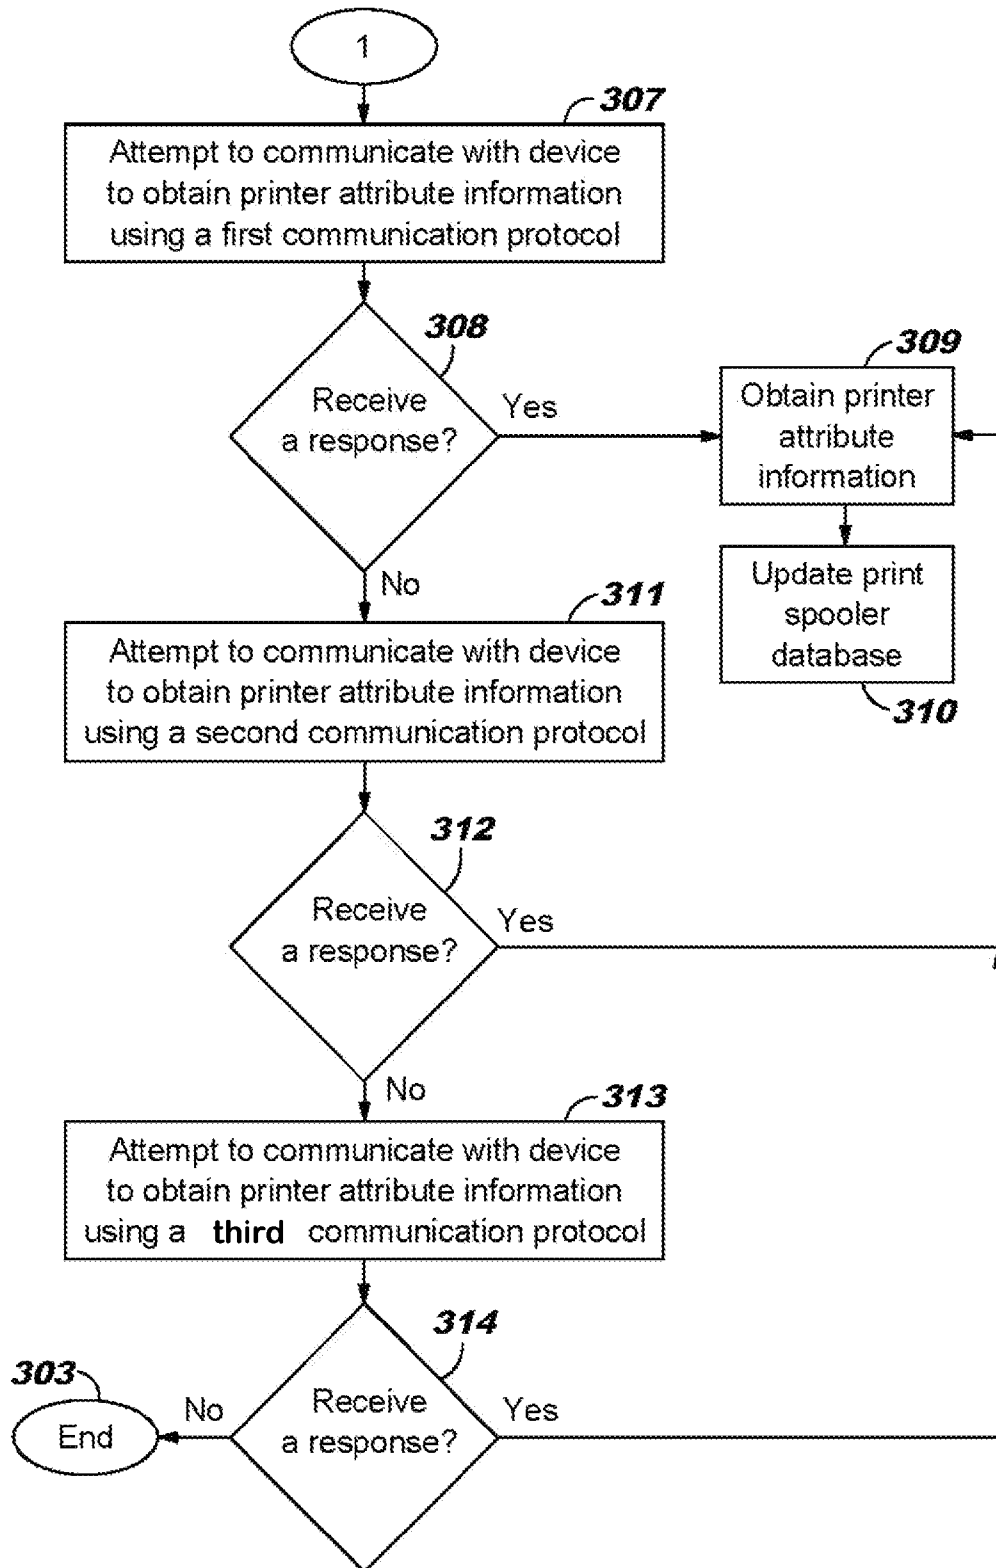 1
307
Attempt to communicate with device
to obtain printer attribute information
using a first communication protocol
308
Receive
a response?
Yes
309
Obtain printer
attribute
information
No
Update print
spooler
database
310
311
Attempt to communicate with device
to obtain printer attribute information
using a second communication protocol
312
Receive
a response?
Yes
No
313
Attempt to communicate with device
to obtain printer attribute information
using a third communication protocol
314
Receive
a response?
Yes
No
303
End